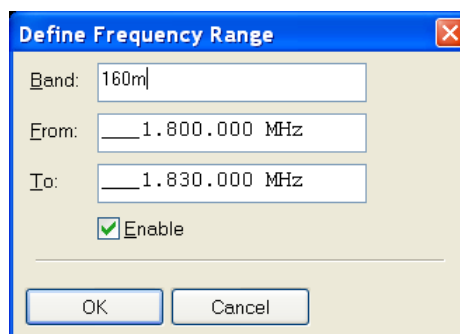 Define Frequency Range
Band: 160m
From: ___1.800.000 MHz
To: ___1.830.000 MHz
Enable
OK Cancel